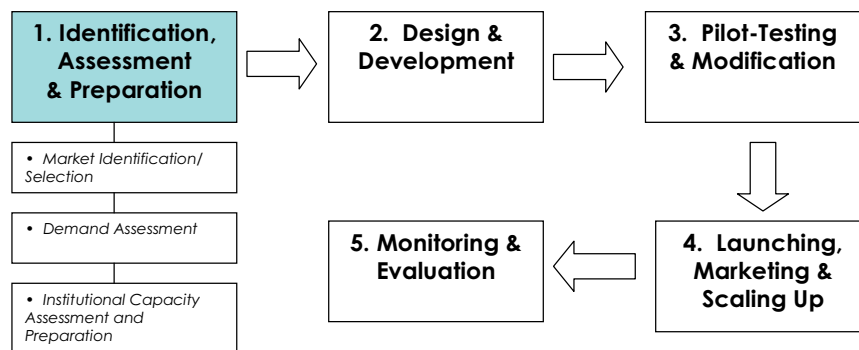 1. Identification,
Assessment
& Preparation
2. Design &
Development
3. Pilot-Testing
& Modification
• Market Identification/
Selection
• Demand Assessment
• Institutional Capacity
Assessment and
Preparation
5. Monitoring &
Evaluation
4. Launching,
Marketing &
Scaling Up